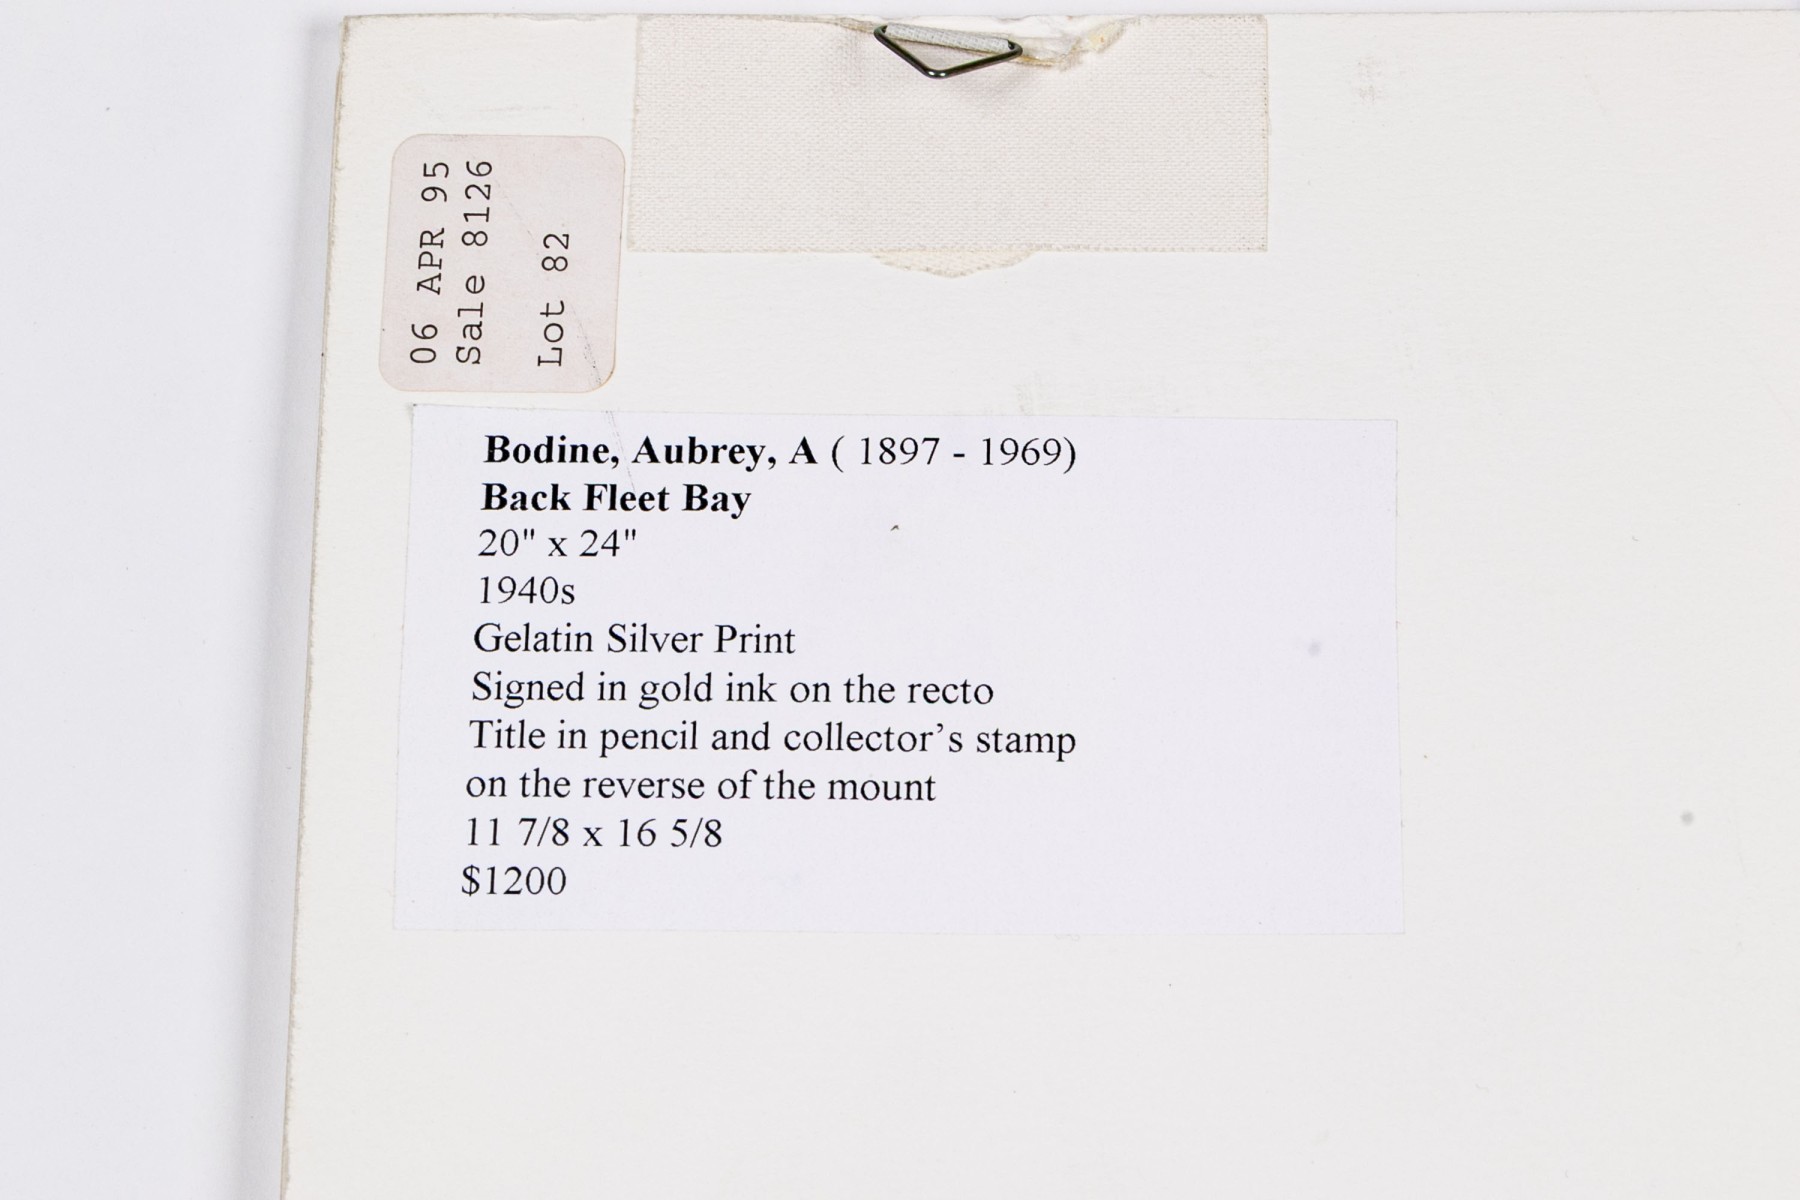 06 APR 95
Sale 8126
Lot 82
Bodine, Aubrey, A ( 1897 - 1969)
Back Fleet Bay
20" x 24"
1940s
Gelatin Silver Print
Signed in gold ink on the recto
Title in pencil and collector’s stamp
on the reverse of the mount
11 7/8 x 16 5/8
$1200